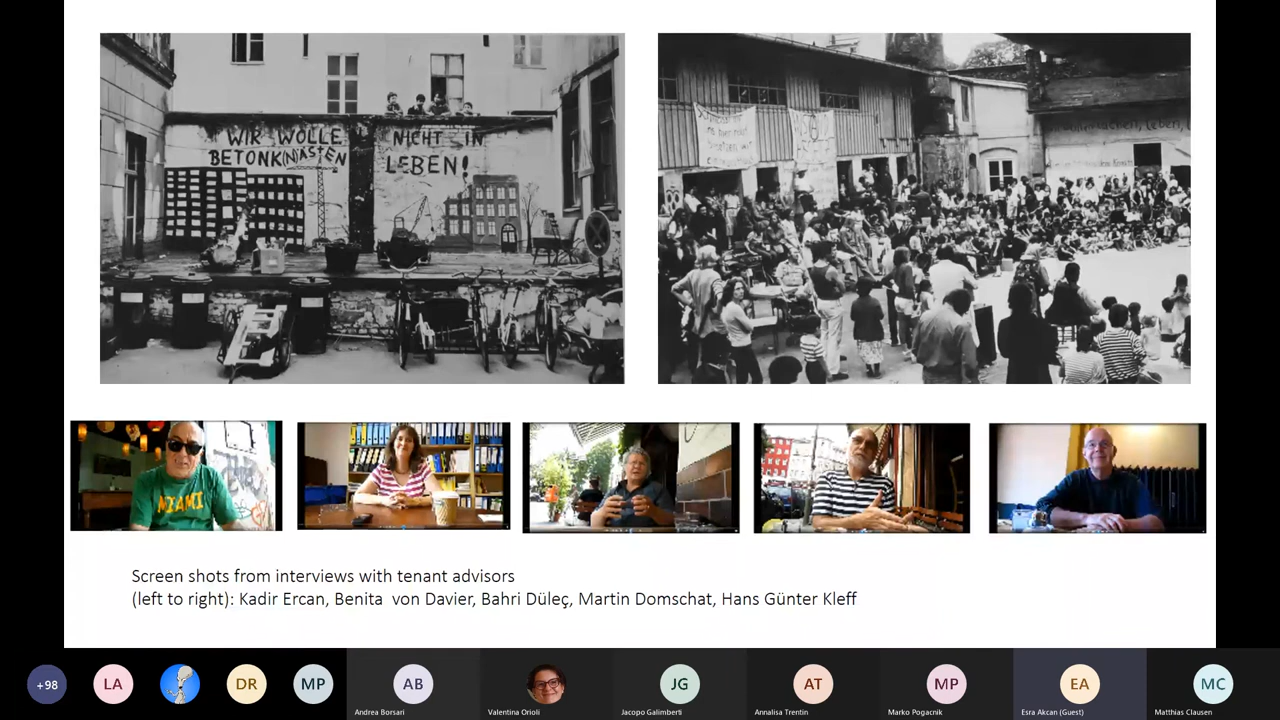 WIR WOLLE NICHT IN
BETONK(N)ÄSTEN LEBEN!
MIAMI
Screen shots from interviews with tenant advisors
(left to right): Kadir Ercan, Benita von Davier, Bahri Düleç, Martin Domschat, Hans Günter Kleff
+98
LA
DR
MP
AB
JG
AT
MP
EA
MC
Andrea Borsari
Valentina Orioli
Jacopo Galimberti
Annalisa Trentin
Marko Pogacnik
Esra Akcan (Guest)
Matthias Clausen